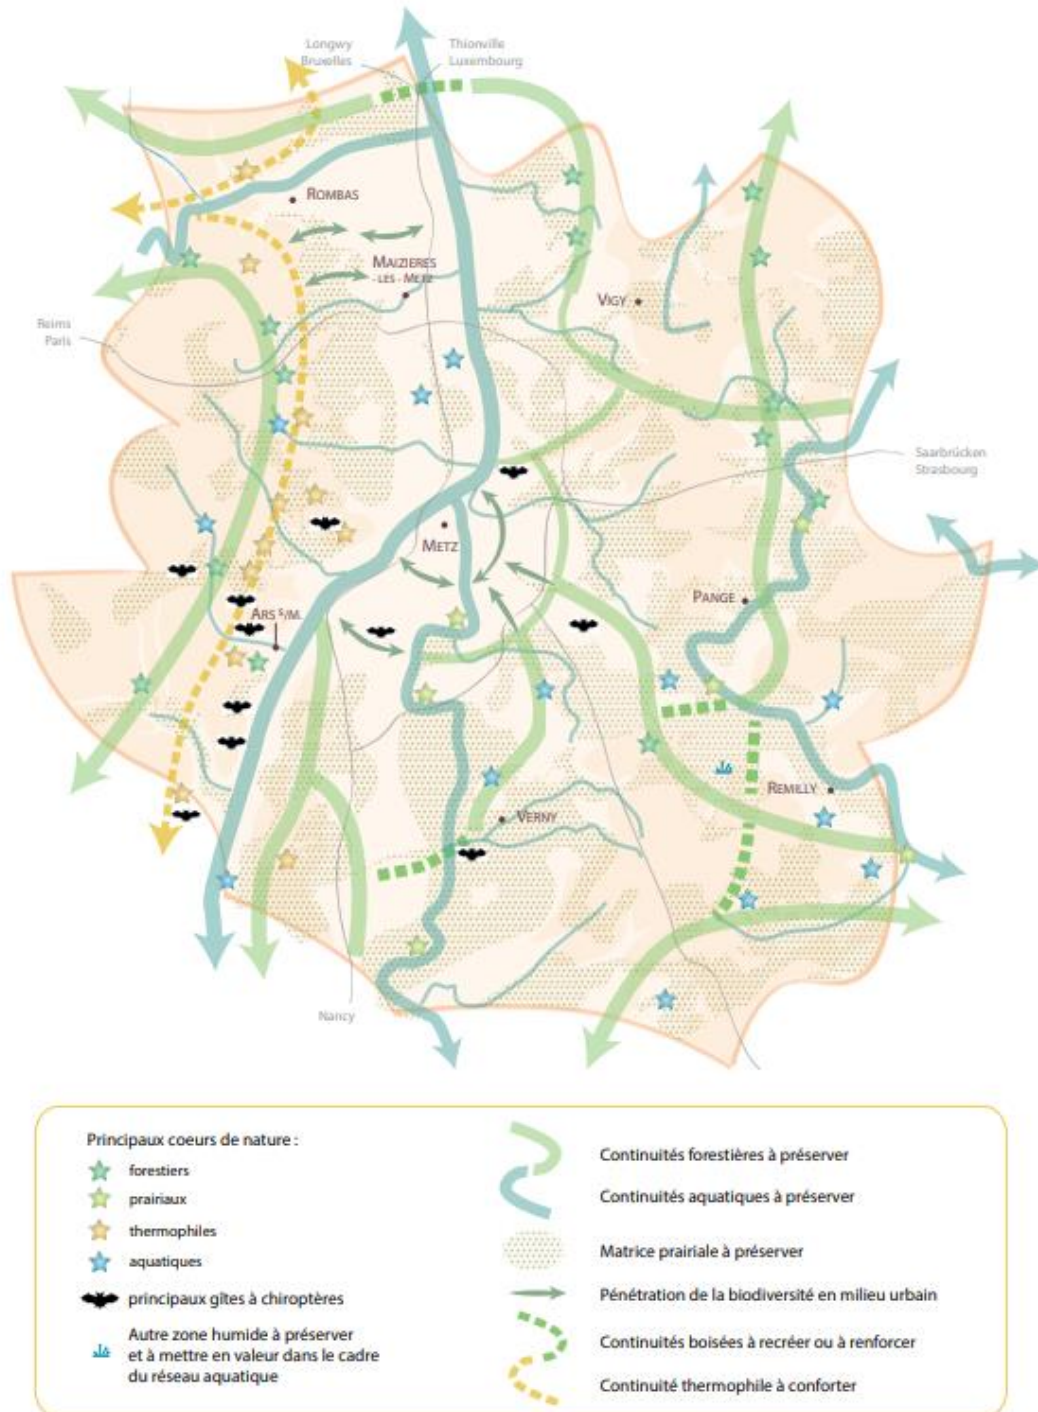 Longwy
Bruxelles
Thionville
Luxembourg
ROMBAS
MAIZIERES
- LES - METZ
VIGY
Reims
Paris
Saarbrücken
Strasbourg
METZ
PANGE
ARS S/M.
REMILLY
VERNY
Nancy
Principaux coeurs de nature :
forestiers
prairiaux
thermophiles
aquatiques
principaux gîtes à chiroptères
Autre zone humide à préserver
et à mettre en valeur dans le cadre
du réseau aquatique
Continuités forestières à préserver
Continuités aquatiques à préserver
Matrice prairiale à préserver
Pénétration de la biodiversité en milieu urbain
Continuités boisées à recréer ou à renforcer
Continuité thermophile à conforter